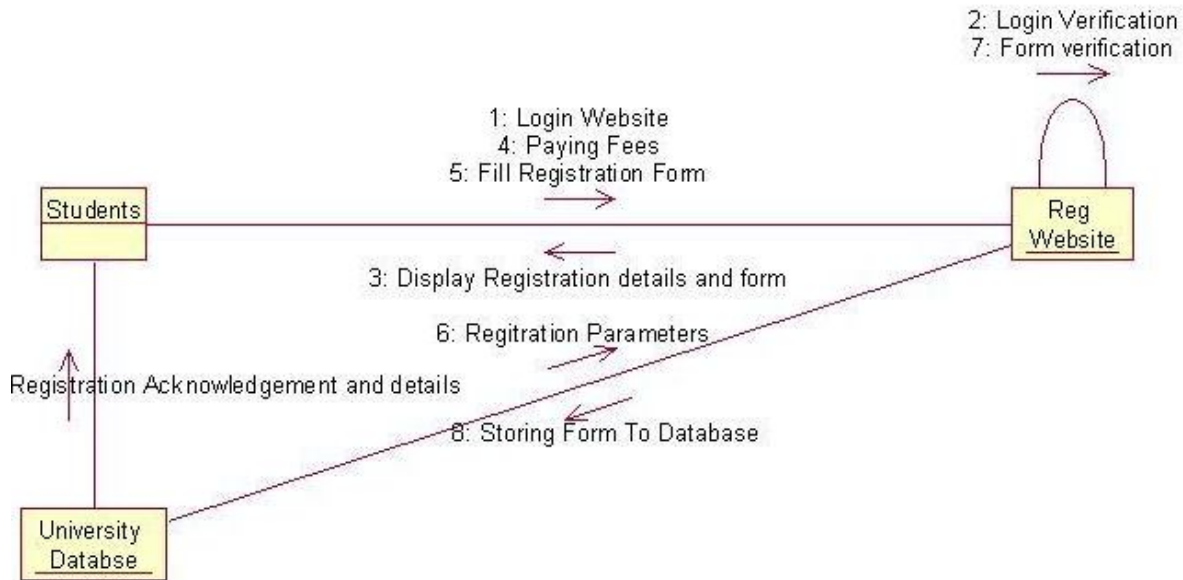 2: Login Verification
7: Form verification
1: Login Website
4: Paying Fees
5: Fill Registration Form
Students
Reg
Website
3: Display Registration details and form
6: Regitration Parameters
Registration Acknowledgement and details
8: Storing Form To Database
University
Databse